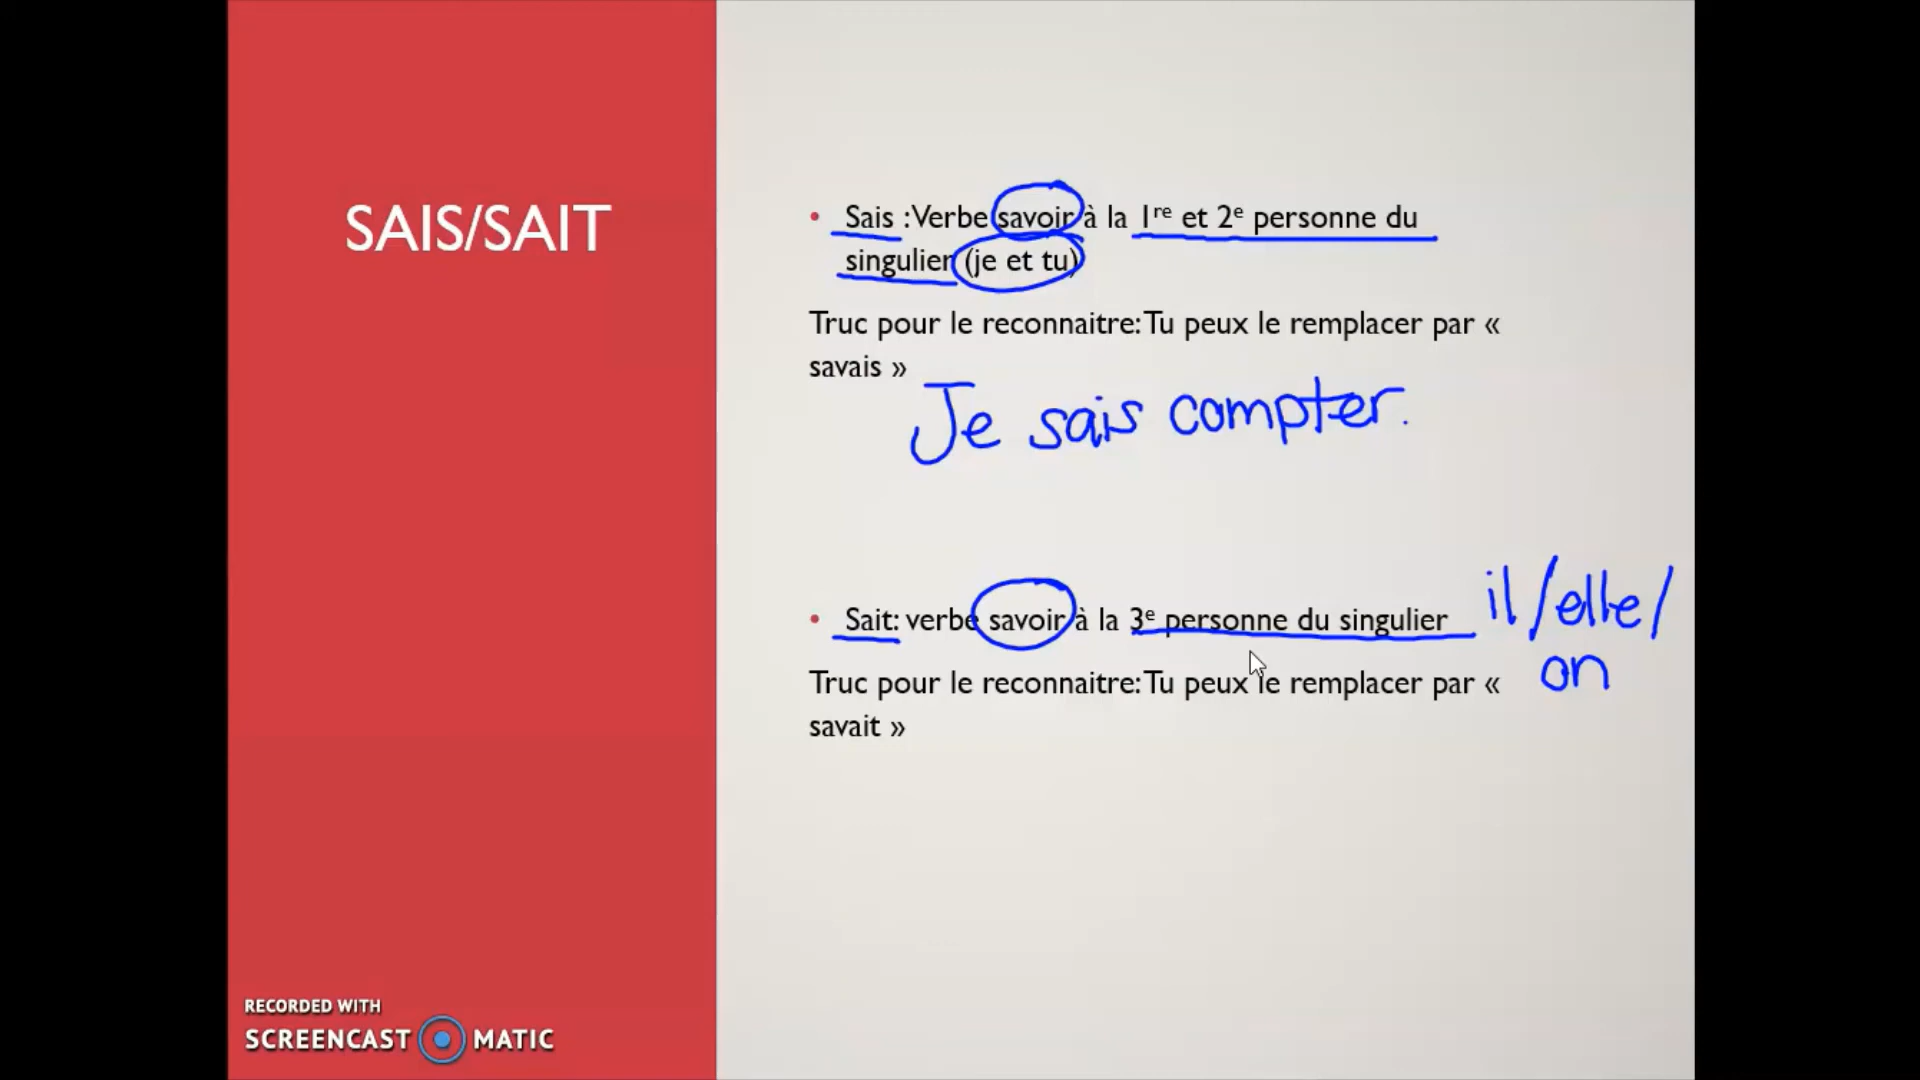 SAIS/SAIT
• Sais : Verbe savoir à la 1re et 2e personne du
singulier (je et tu)
Truc pour le reconnaitre: Tu peux le remplacer par «
savais »
Je sais compter.
• Sait: verbe savoir à la 3e personne du singulier
il/elle/
on
Truc pour le reconnaitre: Tu peux le remplacer par «
savait »
RECORDED WITH
SCREENCAST MATIC